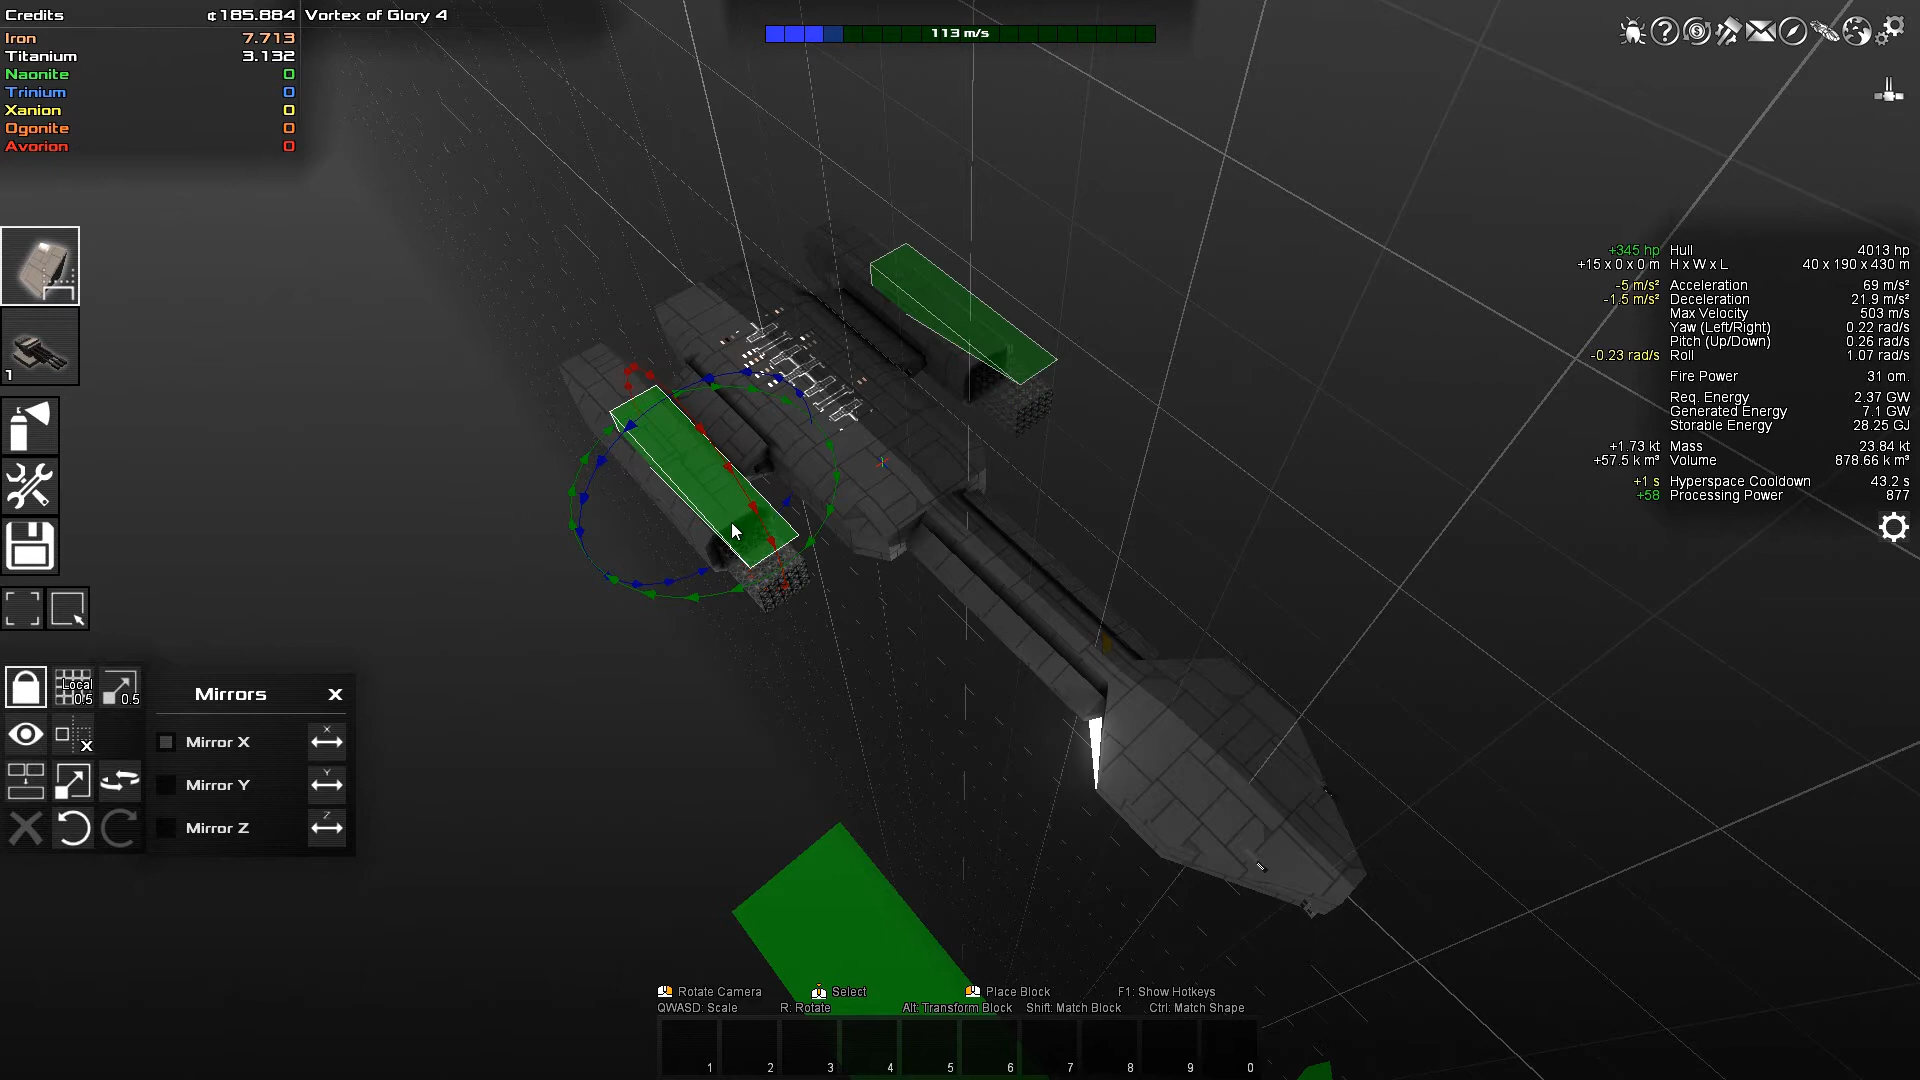 Credits ¢185.884
Vortex of Glory 4
Iron 7.713
Titanium 3.132
Naonite 0
Trinium 0
Xanion 0
Ogonite 0
Avorion 0
113 m/s
+345 hp Hull 4013 hp
+15 x 0 x 0 m H x W x L 40 x 190 x 430 m
-5 m/s² Acceleration 69 m/s²
-1.5 m/s² Deceleration 21.9 m/s²
Max Velocity 503 m/s
Yaw (Left/Right) 0.22 rad/s
Pitch (Up/Down) 0.26 rad/s
-0.23 rad/s Roll 1.07 rad/s
Fire Power 31 om.
Req. Energy 2.37 GW
Generated Energy 7.1 GW
Storable Energy 28.25 GJ
+1.73 kt Mass 23.84 kt
+57.5 k m³ Volume 878.66 k m³
+1 s Hyperspace Cooldown 43.2 s
+58 Processing Power 877
1
Local
0.5
0.5
X
Mirrors X
Mirror X X
Mirror Y Y
Mirror Z Z
Rotate Camera Select Place Block F1: Show Hotkeys
QWASD: Scale R: Rotate Alt: Transform Block Shift: Match Block Ctrl: Match Shape
1 2 3 4 5 6 7 8 9 0